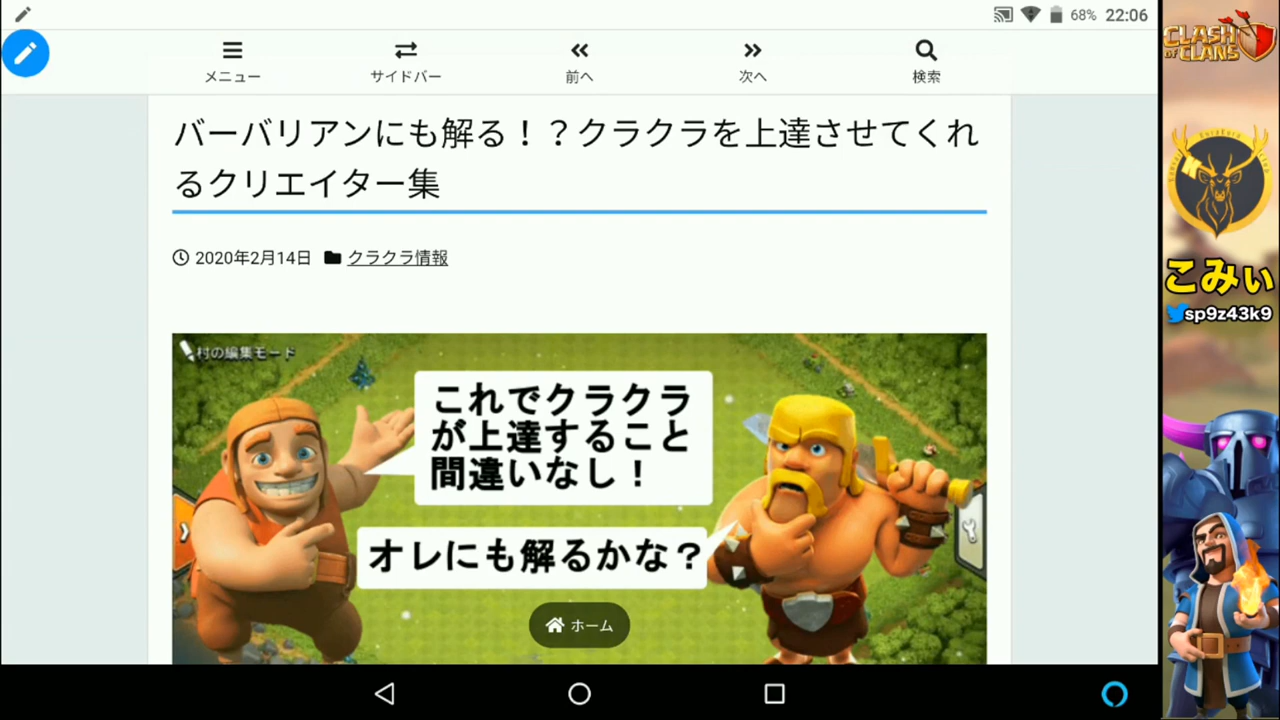 68% 22:06
メニュー
サイドバー
前へ
次へ
検索
バーバリアンにも解る！？クラクラを上達させてくれ
るクリエイター集
2020年2月14日 クラクラ情報
村の編集モード
これでクラクラ
が上達すること
間違いなし！
オレにも解るかな？
ホーム
CLASH
OF CLANS
こみぃ
sp9z43k9